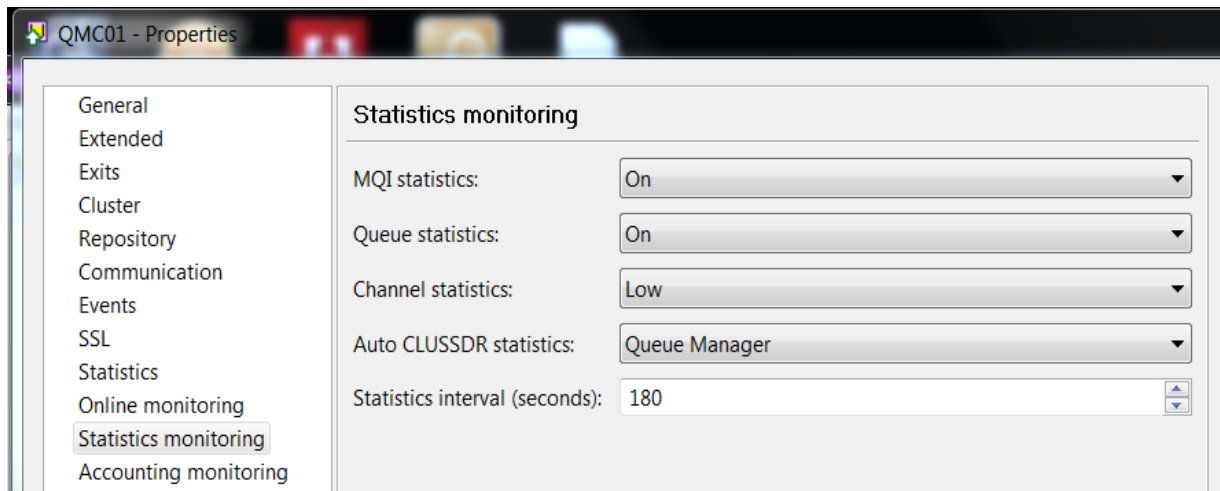 QMC01 - Properties
General
Extended
Exits
Cluster
Repository
Communication
Events
SSL
Statistics
Online monitoring
Statistics monitoring
Accounting monitoring
Statistics monitoring
MQI statistics: On
Queue statistics: On
Channel statistics: Low
Auto CLUSSDR statistics: Queue Manager
Statistics interval (seconds): 180